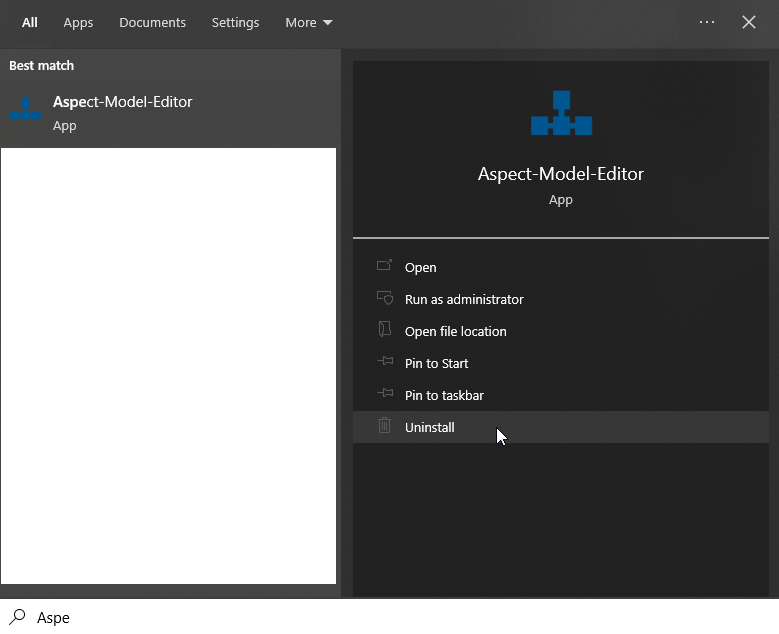 All Apps Documents Settings More
Best match
Aspect-Model-Editor
App
Aspect-Model-Editor
App
Open
Run as administrator
Open file location
Pin to Start
Pin to taskbar
Uninstall
Aspe